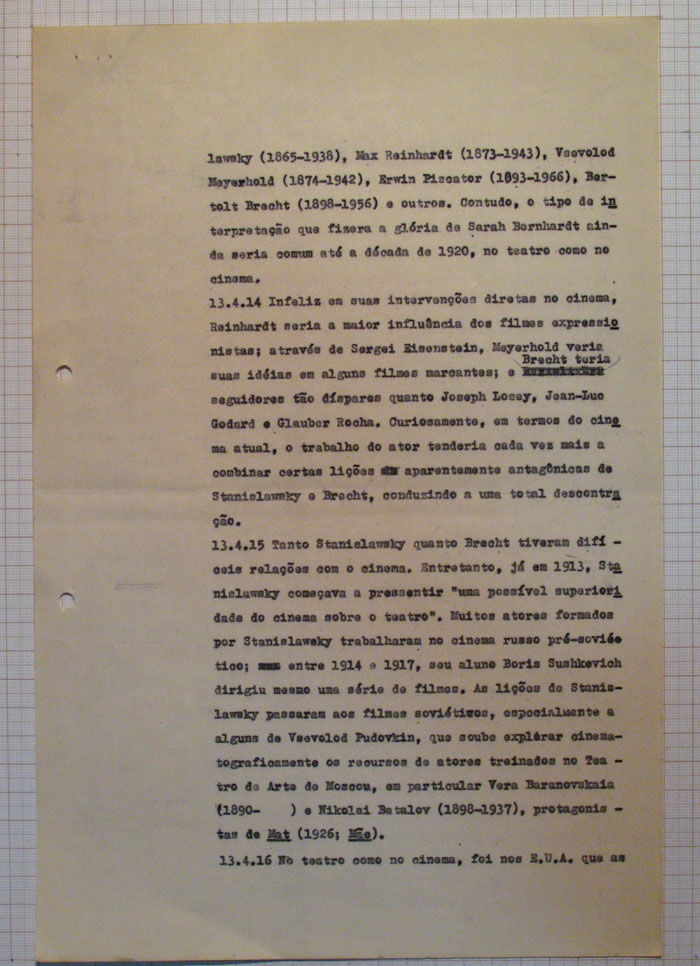 lawsky (1865-1938), Max Reinhardt (1873-1943), Vsevolod
Meyerhold (1874-1942), Erwin Piscator (1893-1966), Ber-
tolt Brecht (1898-1956) e outros. Contudo, o tipo de in
terpretação que fizera a glória de Sarah Bernhardt ain-
da seria comum até a década de 1920, no teatro como no
cinema.
13.4.14 Infeliz em suas intervenções diretas no cinema,
Reinhardt seria a maior influência dos filmes expressio
nistas; através de Sergei Eisenstein, Meyerhold veria
Brecht teria
suas idéias em alguns filmes marcantes; e
seguidores tão díspares quanto Joseph Losey, Jean-Luc
Godard e Glauber Rocha. Curiosamente, em termos do cine
ma atual, o trabalho do ator tenderia cada vez mais a
combinar certas lições aparentemente antagônicas de
Stanislawsky e Brecht, conduzindo a uma total descontra
ção.
13.4.15 Tanto Stanislawsky quanto Brecht tiveram difí -
ceis relações com o cinema. Entretanto, já em 1913, Sta
nislawsky começava a pressentir "uma possível superiori
dade do cinema sobre o teatro". Muitos atores formados
por Stanislawsky trabalharam no cinema russo pré-sovié
tico; entre 1914 e 1917, seu aluno Boris Sushkevich
dirigiu mesmo uma série de filmes. As lições de Stanis-
lawsky passaram aos filmes soviéticos, especialmente a
alguns de Vsevolod Pudovkin, que soube explorar cinema-
tograficamente os recursos de atores treinados no Tea -
tro de Arte de Moscou, em particular Vera Baranovskaia
(1890-    ) e Nikolai Batalov (1898-1937), protagonis -
tas de Mat (1926; Mãe).
13.4.16 No teatro como no cinema, foi nos E.U.A. que as